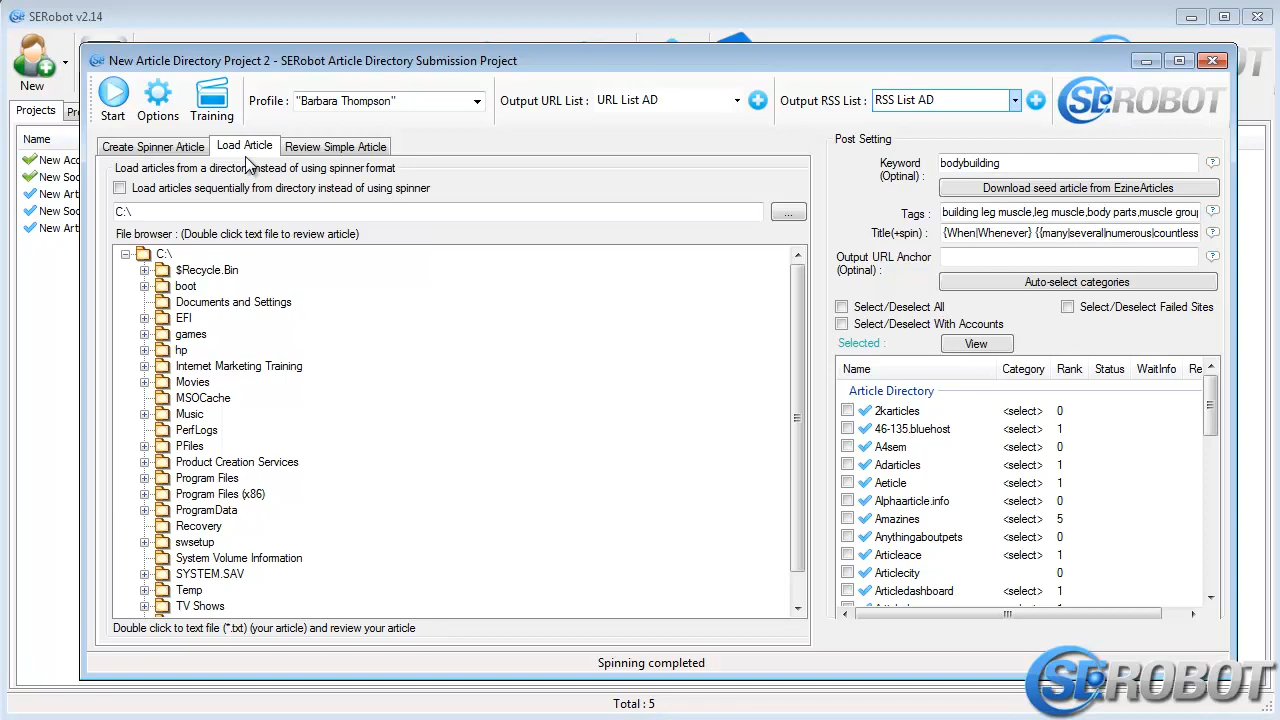 SERobot v2.14
New
Projects
Name
New Article Directory Project 2 - SERobot Article Directory Submission Project
Start
Options
Training
Profile :
"Barbara Thompson"
Output URL List :
URL List AD
Output RSS List :
RSS List AD
SEROBOT
Create Spinner Article
Load Article
Review Simple Article
Load articles from a directory instead of using spinner format
Load articles sequentially from directory instead of using spinner
C:\
...
File browser : (Double click text file to review article)
C:\
$Recycle.Bin
boot
Documents and Settings
EFI
games
hp
Internet Marketing Training
Movies
MSOCache
Music
PerfLogs
PFiles
Product Creation Services
Program Files
Program Files (x86)
ProgramData
Recovery
swsetup
System Volume Information
SYSTEM.SAV
Temp
TV Shows
Double click to text file (*.txt) (your article) and review your article
Post Setting
Keyword (Optinal) :
bodybuilding
Download seed article from EzineArticles
Tags :
building leg muscle,leg muscle,body parts,muscle group
Title(+spin) :
{When|Whenever} {{many|several|numerous|countless
Output URL Anchor (Optinal) :
Auto-select categories
Select/Deselect All
Select/Deselect Failed Sites
Select/Deselect With Accounts
Selected :
View
Name Category Rank Status WaitInfo Re
Article Directory
2karticles <select> 0
46-135.bluehost <select> 1
A4sem <select> 0
Adarticles <select> 1
Aeticle <select> 1
Alphaarticle.info <select> 0
Amazines <select> 5
Anythingaboutpets <select> 0
Articleace <select> 1
Articlecity 0
Articledashboard <select> 1
New Acc
New Soc
New Art
New Soc
New Art
Spinning completed
Total : 5
SEROBOT